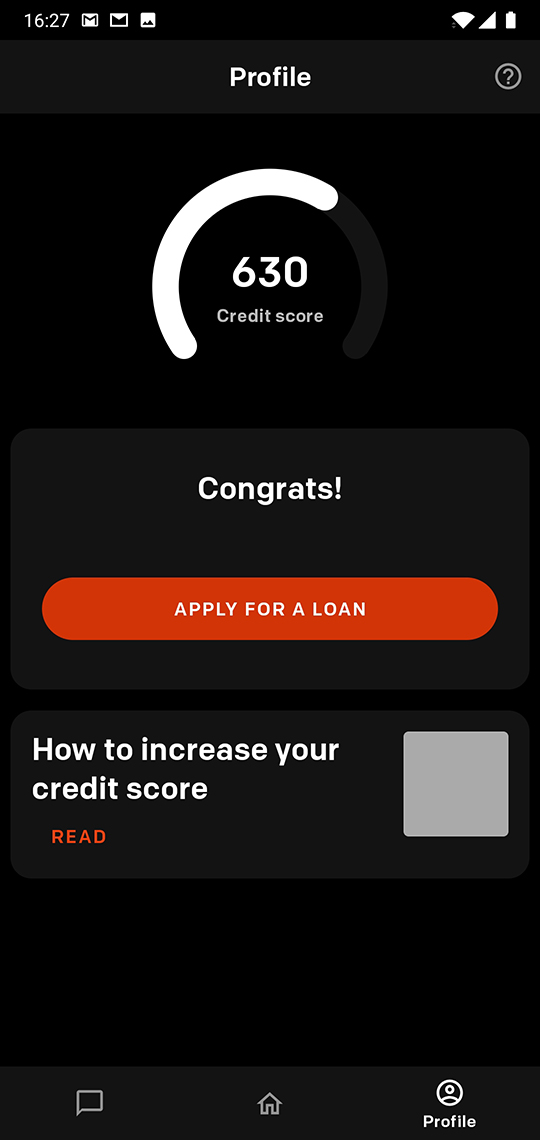 16:27
Profile
630
Credit score
Congrats!
APPLY FOR A LOAN
How to increase your
credit score
READ
Profile